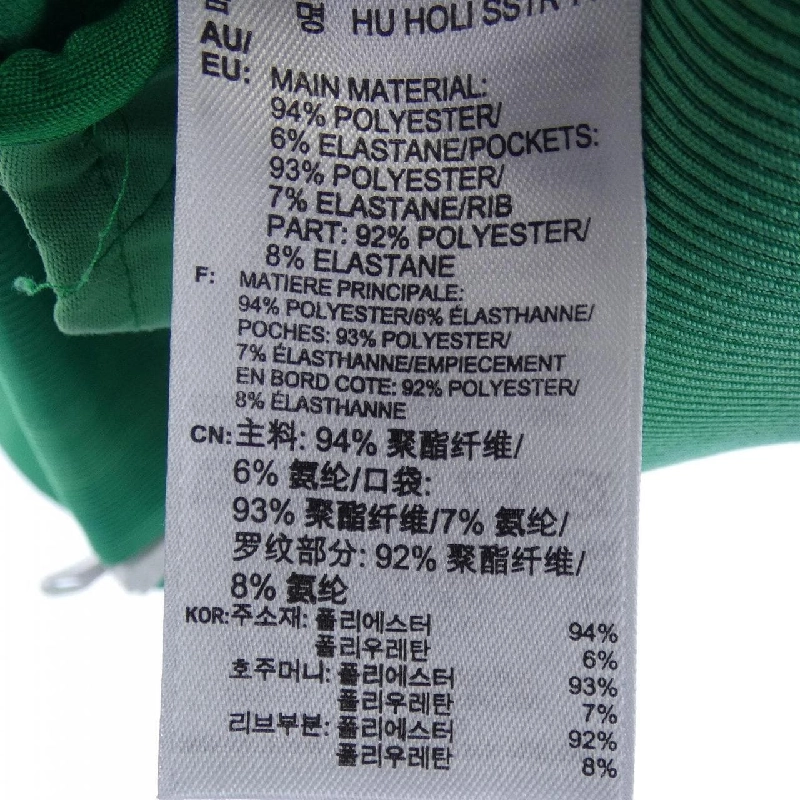 명 HU HOLI SSTR
AU/
EU: MAIN MATERIAL:
94% POLYESTER/
6% ELASTANE/POCKETS:
93% POLYESTER/
7% ELASTANE/RIB
PART: 92% POLYESTER/
8% ELASTANE
F: MATIERE PRINCIPALE:
94% POLYESTER/6% ÉLASTHANNE/
POCHES: 93% POLYESTER/
7% ÉLASTHANNE/EMPIECEMENT
EN BORD COTE: 92% POLYESTER/
8% ÉLASTHANNE
CN: 主料: 94% 聚酯纤维/
6% 氨纶/口袋:
93% 聚酯纤维/7% 氨纶/
罗纹部分: 92% 聚酯纤维/
8% 氨纶
KOR: 주소재: 폴리에스터 94%
폴리우레탄 6%
호주머니: 폴리에스터 93%
폴리우레탄 7%
리브부분: 폴리에스터 92%
폴리우레탄 8%